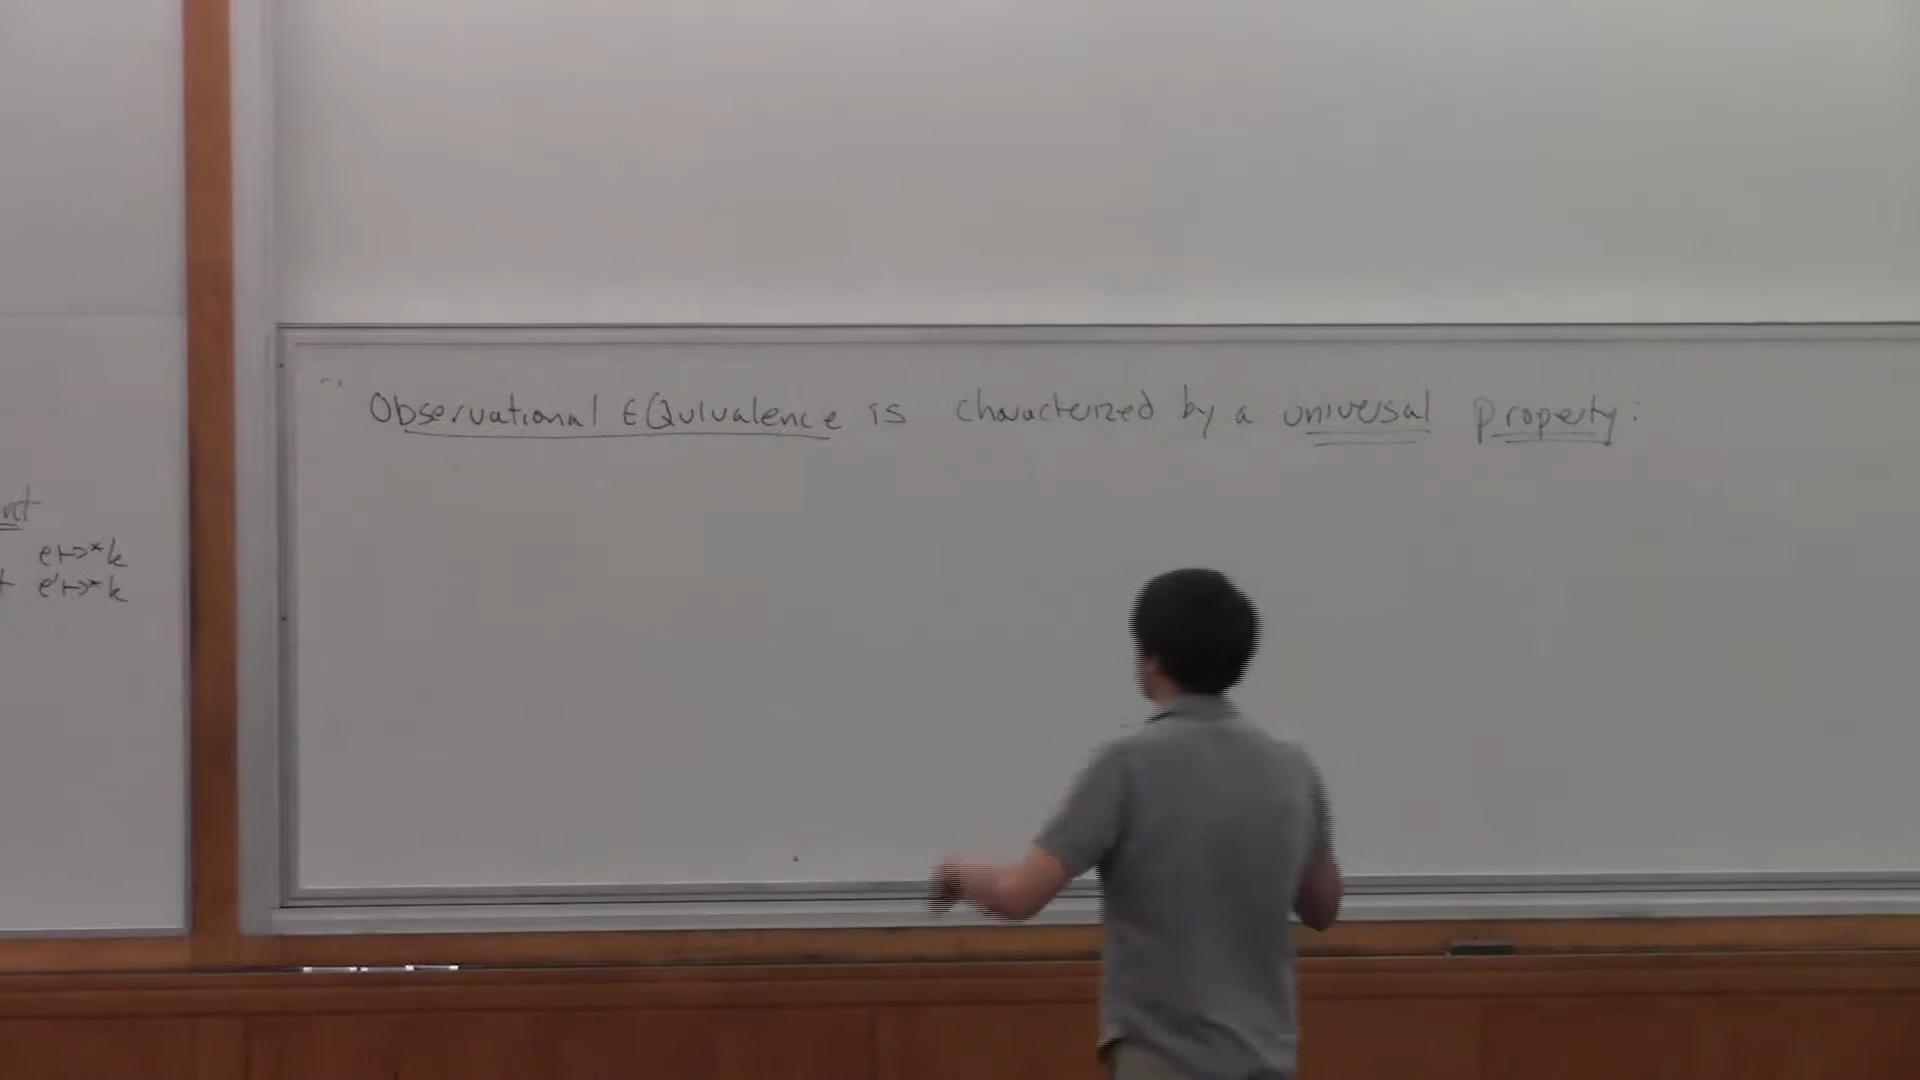 Observational EQuivalence is characterized by a universal property:
e↦*k
e'↦*k